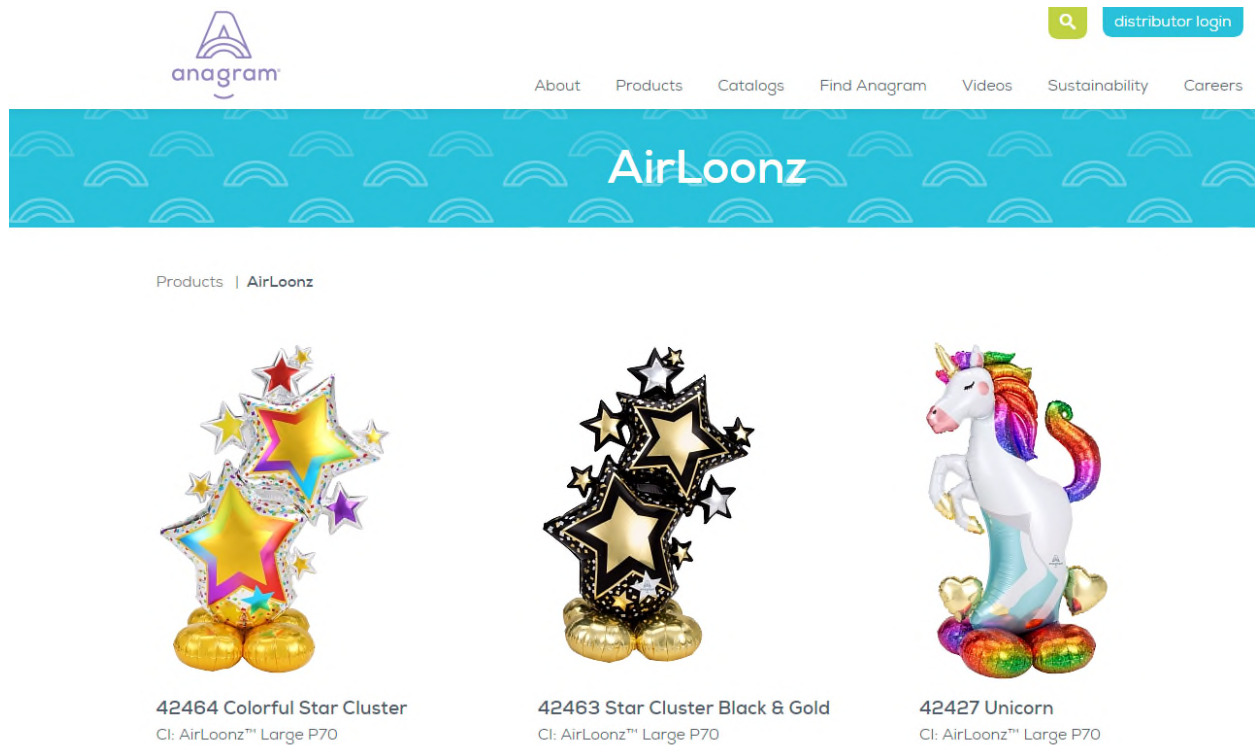 distributor login
anagram
About Products Catalogs Find Anagram Videos Sustainability Careers
AirLoonz
Products | AirLoonz
42464 Colorful Star Cluster
CI: AirLoonz™ Large P70
42463 Star Cluster Black & Gold
CI: AirLoonz™ Large P70
42427 Unicorn
CI: AirLoonz™ Large P70